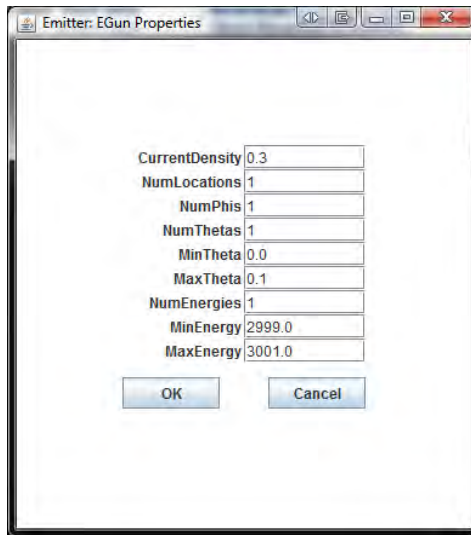 Emitter: EGun Properties
CurrentDensity 0.3
NumLocations 1
NumPhis 1
NumThetas 1
MinTheta 0.0
MaxTheta 0.1
NumEnergies 1
MinEnergy 2999.0
MaxEnergy 3001.0
OK Cancel